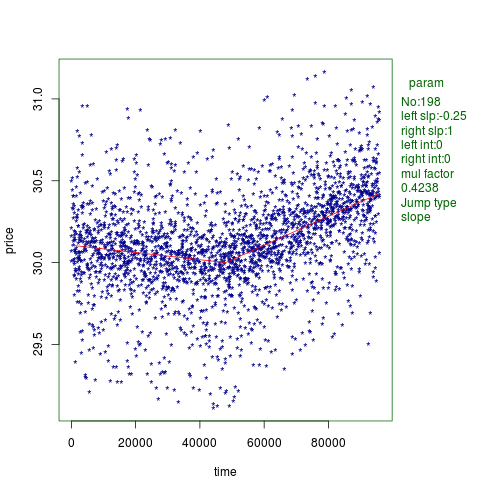 param
No:198
left slp:-0.25
right slp:1
left int:0
right int:0
mul factor
0.4238
Jump type
slope
price
31.0
30.5
30.0
29.5
0 20000 40000 60000 80000
time